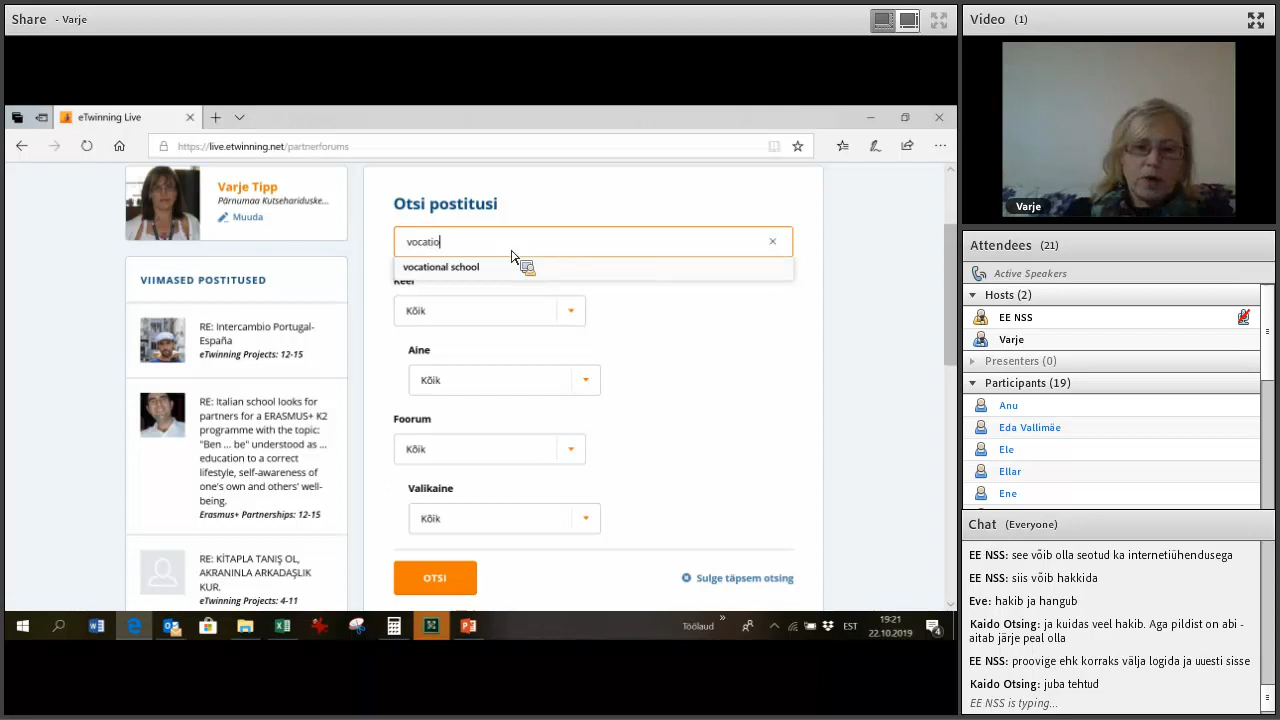 Share - Varje
eTwinning Live
https://live.etwinning.net/partnerforums
Varje Tipp
Pärnumaa Kutsehariduske...
Muuda
VIIMASED POSTITUSED
RE: Intercambio Portugal-
España
eTwinning Projects: 12-15
RE: Italian school looks for
partners for a ERASMUS+ K2
programme with the topic:
"Ben ... be" understood as ...
education to a correct
lifestyle, self-awareness of
one's own and others' well-
being.
Erasmus+ Partnerships: 12-15
RE: KİTAPLA TANIŞ OL,
AKRANINLA ARKADAŞLIK
KUR.
eTwinning Projects: 4-11
Otsi postitusi
vocatio
vocational school
Keel
Kõik
Aine
Kõik
Foorum
Kõik
Valikaine
Kõik
OTSI
Sulge täpsem otsing
Töölaud
EST
19:21
22.10.2019
4
Video (1)
Varje
Attendees (21)
Active Speakers
Hosts (2)
EE NSS
Varje
Presenters (0)
Participants (19)
Anu
Eda Vallimäe
Ele
Ellar
Ene
Chat (Everyone)
EE NSS: see võib olla seotud ka internetiühendusega
EE NSS: siis võib hakkida
Eve: hakib ja hangub
Kaido Otsing: ja kuidas veel hakib. Aga pildist on abi -
aitab järje peal olla
EE NSS: proovige ehk korraks välja logida ja uuesti sisse
Kaido Otsing: juba tehtud
EE NSS is typing...